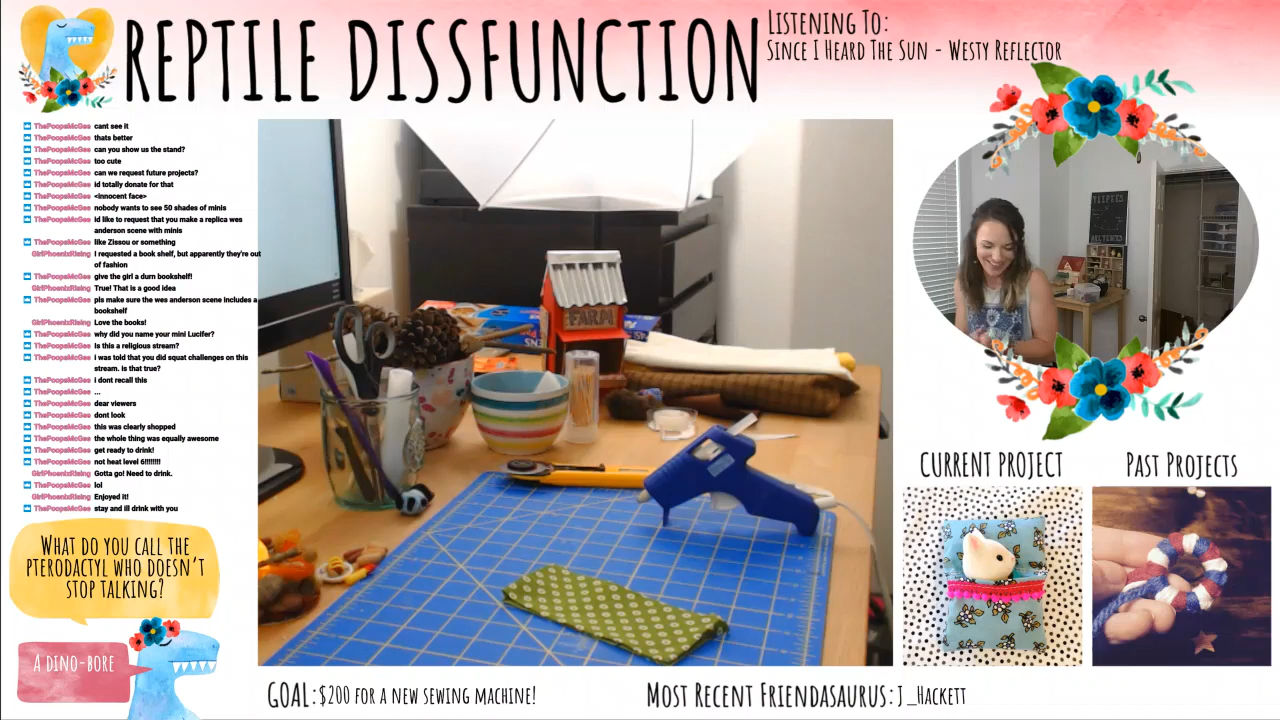 REPTILE DISSFUNCTION
LISTENING TO:
SINCE I HEARD THE SUN - WESTY REFLECTOR
ThePoopsMcGee cant see it
ThePoopsMcGee thats better
ThePoopsMcGee can you show us the stand?
ThePoopsMcGee too cute
ThePoopsMcGee can we request future projects?
ThePoopsMcGee id totally donate for that
ThePoopsMcGee <innocent face>
ThePoopsMcGee nobody wants to see 50 shades of minis
ThePoopsMcGee id like to request that you make a replica wes
anderson scene with minis
ThePoopsMcGee like Zissou or something
GirlPhoenixRising I requested a book shelf, but apparently they're out
of fashion
ThePoopsMcGee give the girl a durn bookshelf!
GirlPhoenixRising True! That is a good idea
ThePoopsMcGee pls make sure the wes anderson scene includes a
bookshelf
GirlPhoenixRising Love the books!
ThePoopsMcGee why did you name your mini Lucifer?
ThePoopsMcGee Is this a religious stream?
ThePoopsMcGee i was told that you did squat challenges on this
stream. is that true?
ThePoopsMcGee i dont recall this
ThePoopsMcGee ...
ThePoopsMcGee dear viewers
ThePoopsMcGee dont look
ThePoopsMcGee this was clearly shopped
ThePoopsMcGee the whole thing was equally awesome
ThePoopsMcGee get ready to drink!
ThePoopsMcGee not heat level 6!!!!!!!!
GirlPhoenixRising Gotta go! Need to drink.
ThePoopsMcGee lol
GirlPhoenixRising Enjoyed it!
ThePoopsMcGee stay and ill drink with you
FARM
WHAT DO YOU CALL THE
PTERODACTYL WHO DOESN'T
STOP TALKING?
A DINO-BORE
CURRENT PROJECT
PAST PROJECTS
GOAL: $200 FOR A NEW SEWING MACHINE!
MOST RECENT FRIENDASAURUS: J_HACKETT